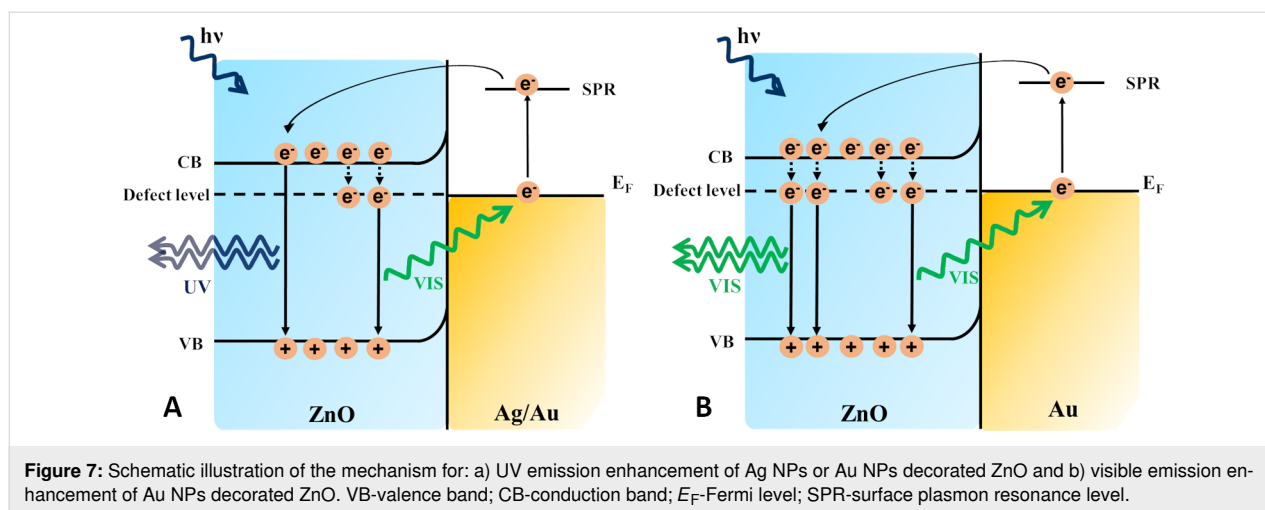 hν
e⁻
SPR
e⁻ e⁻ e⁻ e⁻
CB
Defect level
e⁻ e⁻
e⁻
E_F
UV
VIS
VB
+ + + +
A
ZnO
Ag/Au
hν
e⁻
SPR
e⁻ e⁻ e⁻ e⁻ e⁻
CB
Defect level
e⁻ e⁻ e⁻ e⁻
e⁻
E_F
VIS
VIS
VB
+ + + + +
B
ZnO
Au
Figure 7: Schematic illustration of the mechanism for: a) UV emission enhancement of Ag NPs or Au NPs decorated ZnO and b) visible emission en-
hancement of Au NPs decorated ZnO. VB-valence band; CB-conduction band; E_F-Fermi level; SPR-surface plasmon resonance level.